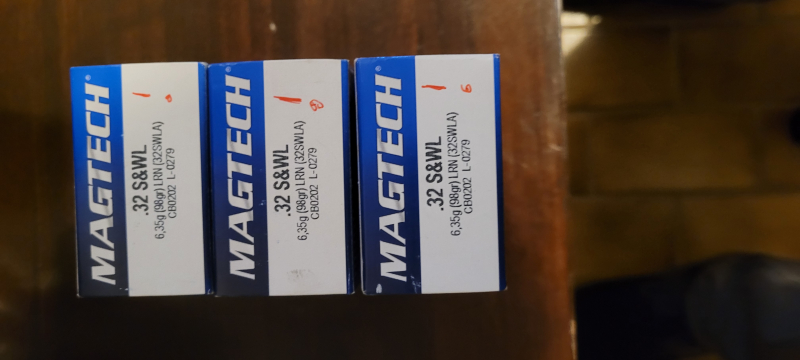 MAGTECH®
.32 S&WL
6,35g (98gr) LRN (32SWLA)
CB0202 L-0279
MAGTECH®
.32 S&WL
6,35g (98gr) LRN (32SWLA)
CB0202 L-0279
MAGTECH®
.32 S&WL
6,35g (98gr) LRN (32SWLA)
CB0202 L-0279